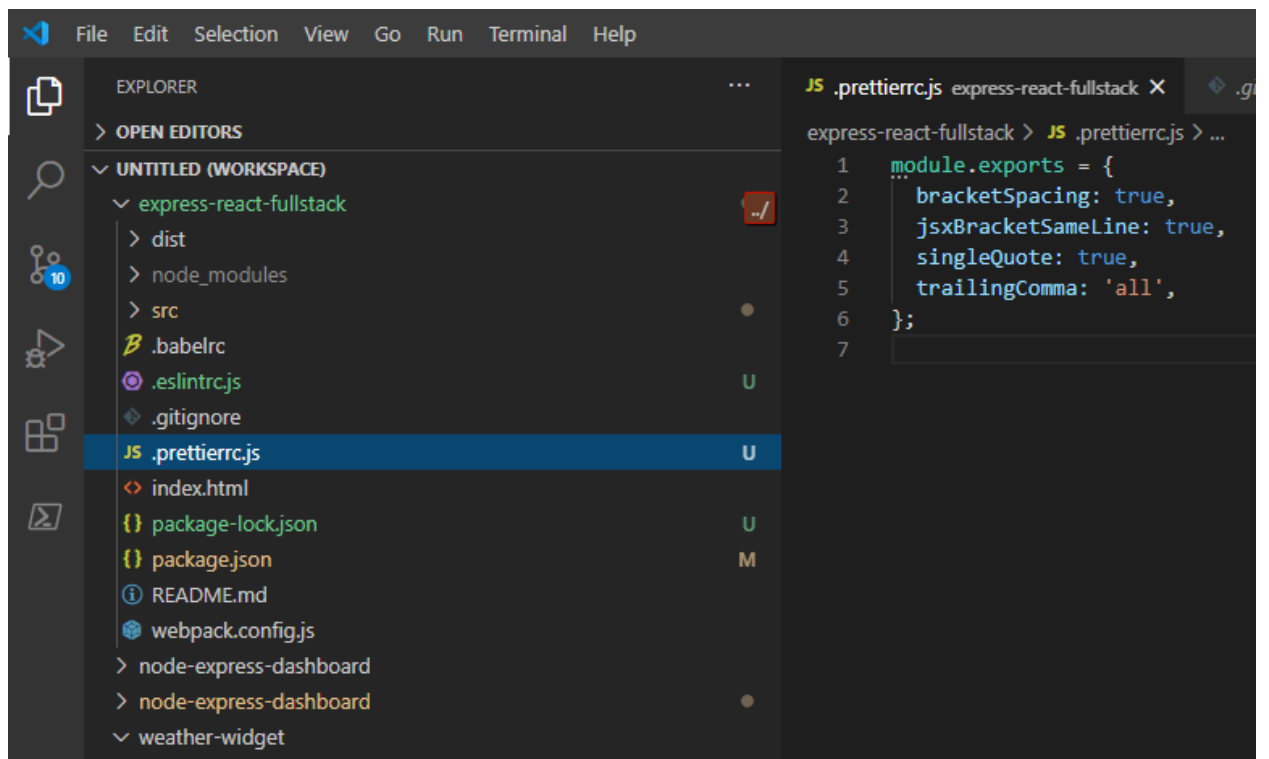 File Edit Selection View Go Run Terminal Help
EXPLORER ...
OPEN EDITORS
UNTITLED (WORKSPACE)
express-react-fullstack ../
dist
node_modules
src
.babelrc
.eslintrc.js U
.gitignore
JS .prettierrc.js U
<> index.html
{} package-lock.json U
{} package.json M
README.md
webpack.config.js
node-express-dashboard
node-express-dashboard
weather-widget
10
JS .prettierrc.js express-react-fullstack ×
express-react-fullstack > JS .prettierrc.js > ...
1 module.exports = {
2 bracketSpacing: true,
3 jsxBracketSameLine: true,
4 singleQuote: true,
5 trailingComma: 'all',
6 };
7